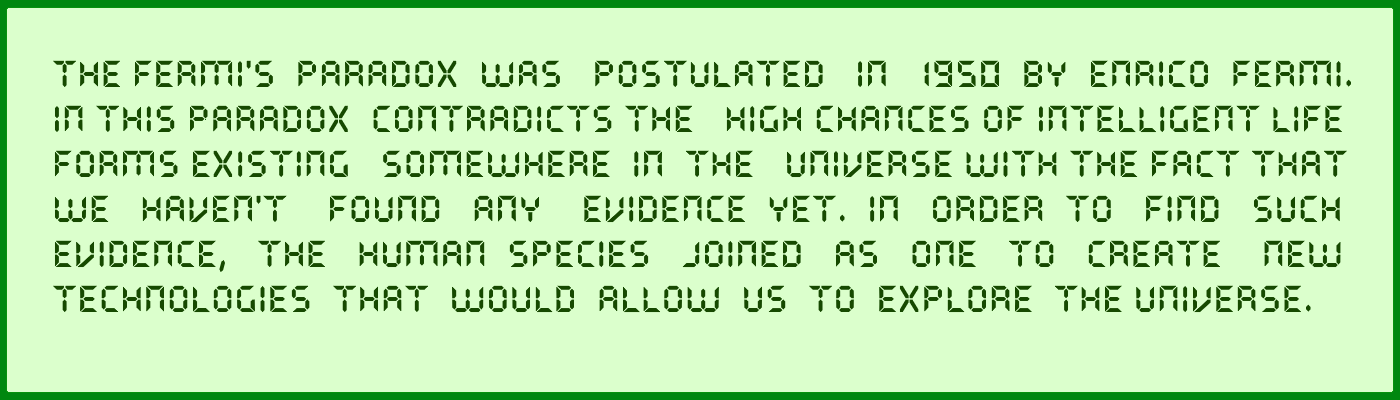 THE FERMI'S PARADOX WAS POSTULATED IN 1950 BY ENRICO FERMI.
IN THIS PARADOX CONTRADICTS THE HIGH CHANCES OF INTELLIGENT LIFE
FORMS EXISTING SOMEWHERE IN THE UNIVERSE WITH THE FACT THAT
WE HAVEN'T FOUND ANY EVIDENCE YET. IN ORDER TO FIND SUCH
EVIDENCE, THE HUMAN SPECIES JOINED AS ONE TO CREATE NEW
TECHNOLOGIES THAT WOULD ALLOW US TO EXPLORE THE UNIVERSE.